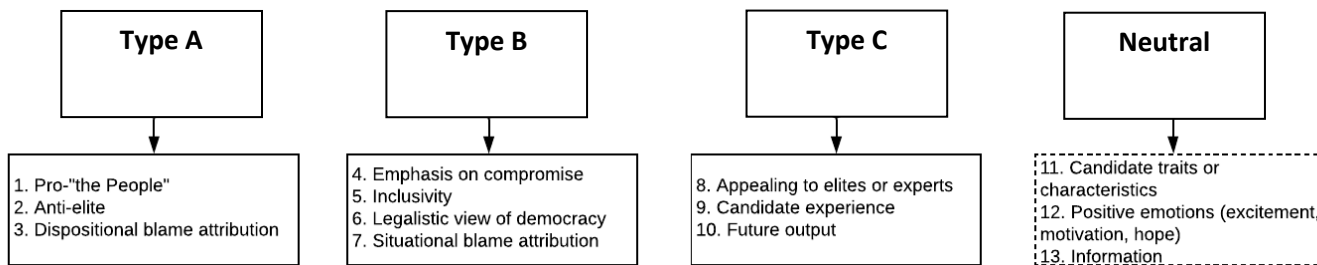 Type A
Type B
Type C
Neutral
1. Pro-"the People"
2. Anti-elite
3. Dispositional blame attribution
4. Emphasis on compromise
5. Inclusivity
6. Legalistic view of democracy
7. Situational blame attribution
8. Appealing to elites or experts
9. Candidate experience
10. Future output
11. Candidate traits or
characteristics
12. Positive emotions (excitement,
motivation, hope)
13. Information